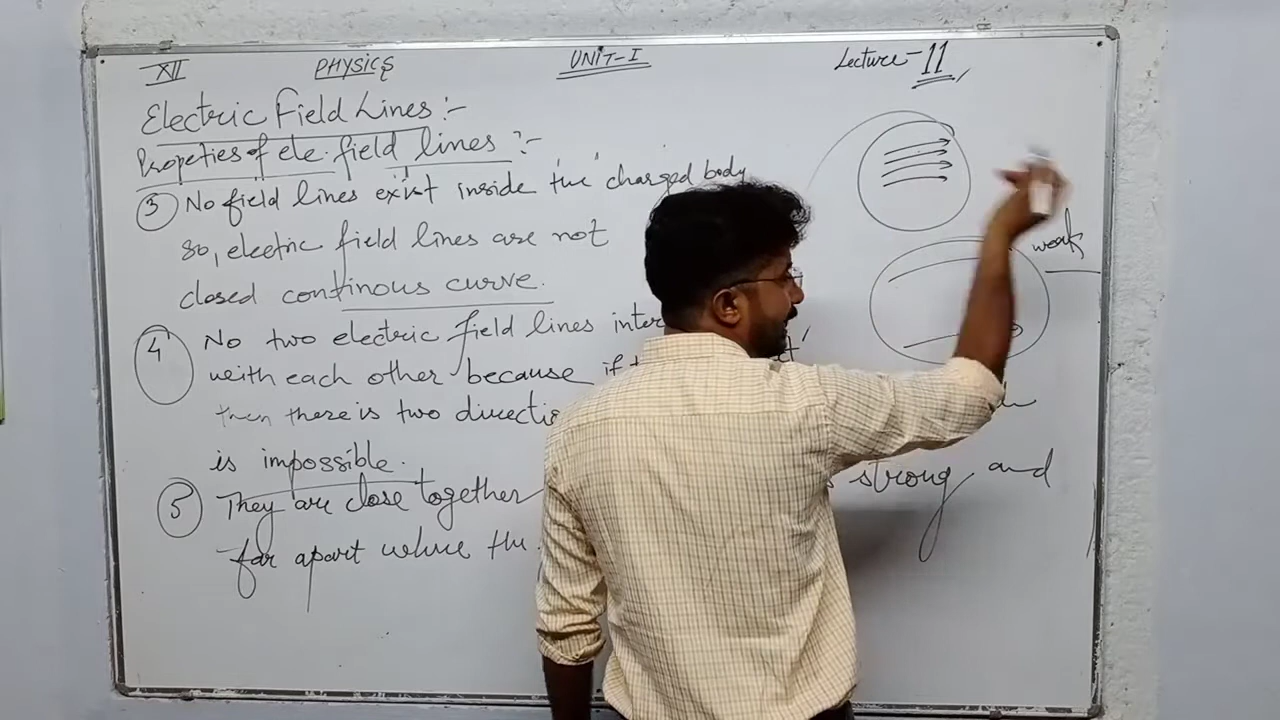 XII PHYSICS UNIT-I Lecture-11
Electric Field Lines :-
Propeties of ele. field lines :-
3 No field lines exist inside the charged body
so, electric field lines are not
closed continous curve.
weak
4 No two electric field lines inter
with each other because if
then there is two directio
is impossible.
5 They are close together strong and
far apart where the